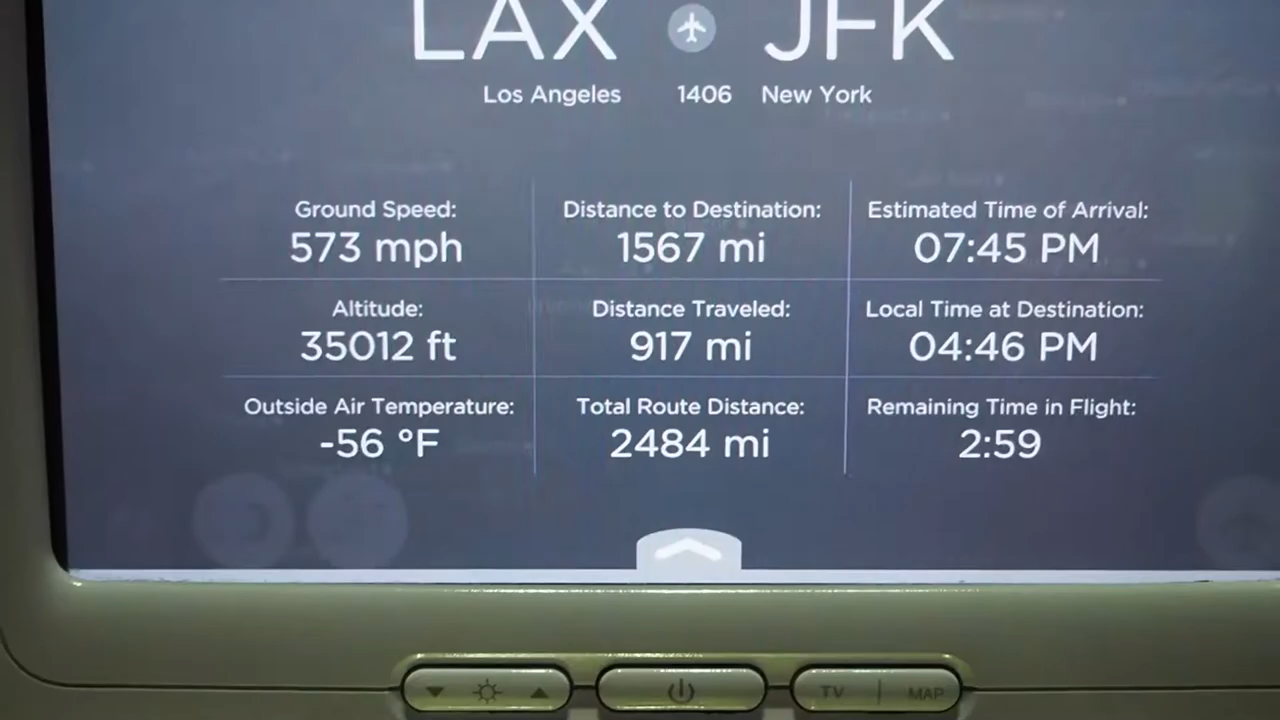 LAX JFK
Los Angeles 1406 New York
Ground Speed: Distance to Destination: Estimated Time of Arrival:
573 mph 1567 mi 07:45 PM
Altitude: Distance Traveled: Local Time at Destination:
35012 ft 917 mi 04:46 PM
Outside Air Temperature: Total Route Distance: Remaining Time in Flight:
-56 °F 2484 mi 2:59
TV | MAP